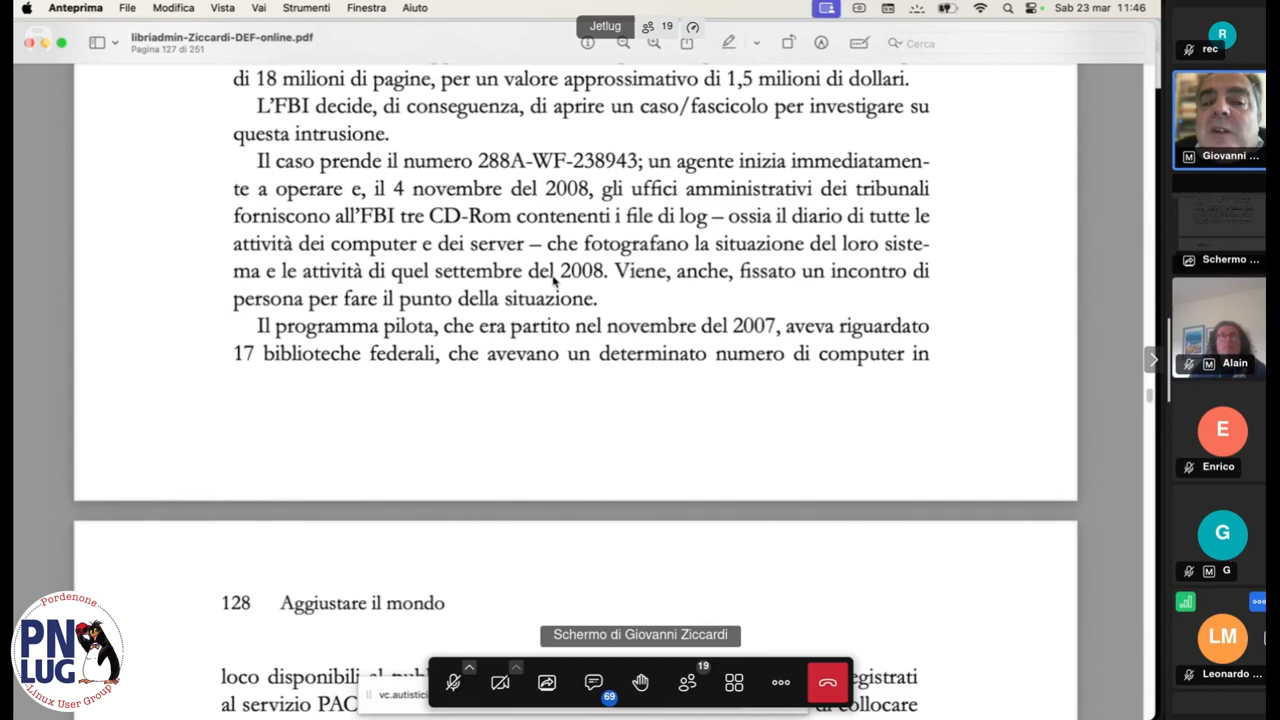 Anteprima File Modifica Vista Vai Strumenti Finestra Aiuto
Sab 23 mar 11:46
Jetlug 19
libriadmin-Ziccardi-DEF-online.pdf
Pagina 127 di 251
Cerca
di 18 milioni di pagine, per un valore approssimativo di 1,5 milioni di dollari.
L’FBI decide, di conseguenza, di aprire un caso/fascicolo per investigare su
questa intrusione.
Il caso prende il numero 288A-WF-238943; un agente inizia immediatamen-
te a operare e, il 4 novembre del 2008, gli uffici amministrativi dei tribunali
forniscono all’FBI tre CD-Rom contenenti i file di log – ossia il diario di tutte le
attività dei computer e dei server – che fotografano la situazione del loro siste-
ma e le attività di quel settembre del 2008. Viene, anche, fissato un incontro di
persona per fare il punto della situazione.
Il programma pilota, che era partito nel novembre del 2007, aveva riguardato
17 biblioteche federali, che avevano un determinato numero di computer in
128 Aggiustare il mondo
loco disponibili al
egistrati
al servizio PAC
collocare
Schermo di Giovanni Ziccardi
vc.autistici
69
19
R
rec
M Giovanni ...
Schermo ...
M Alain
E
Enrico
G
M G
LM
Leonardo ...
Pordenone
PN
LUG
Linux User Group